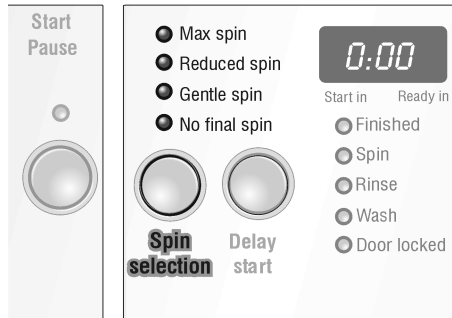 Start
Pause
Max spin
Reduced spin
Gentle spin
No final spin
Spin
selection
Delay
start
0:00
Start in Ready in
Finished
Spin
Rinse
Wash
Door locked